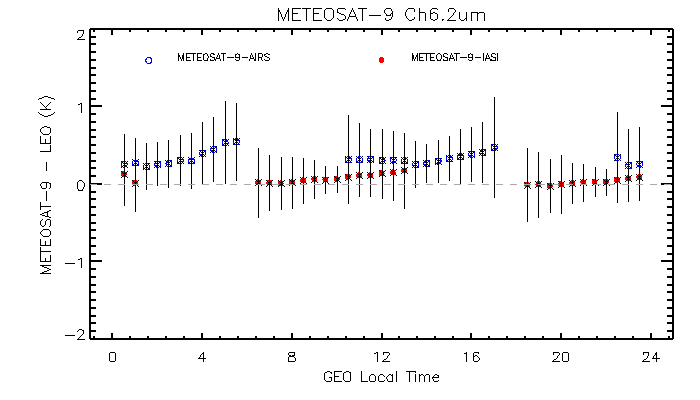 METEOSAT-9 Ch6.2um
METEOSAT-9-AIRS
METEOSAT-9-IASI
METEOSAT-9 - LEO (K)
2
1
0
-1
-2
0 4 8 12 16 20 24
GEO Local Time